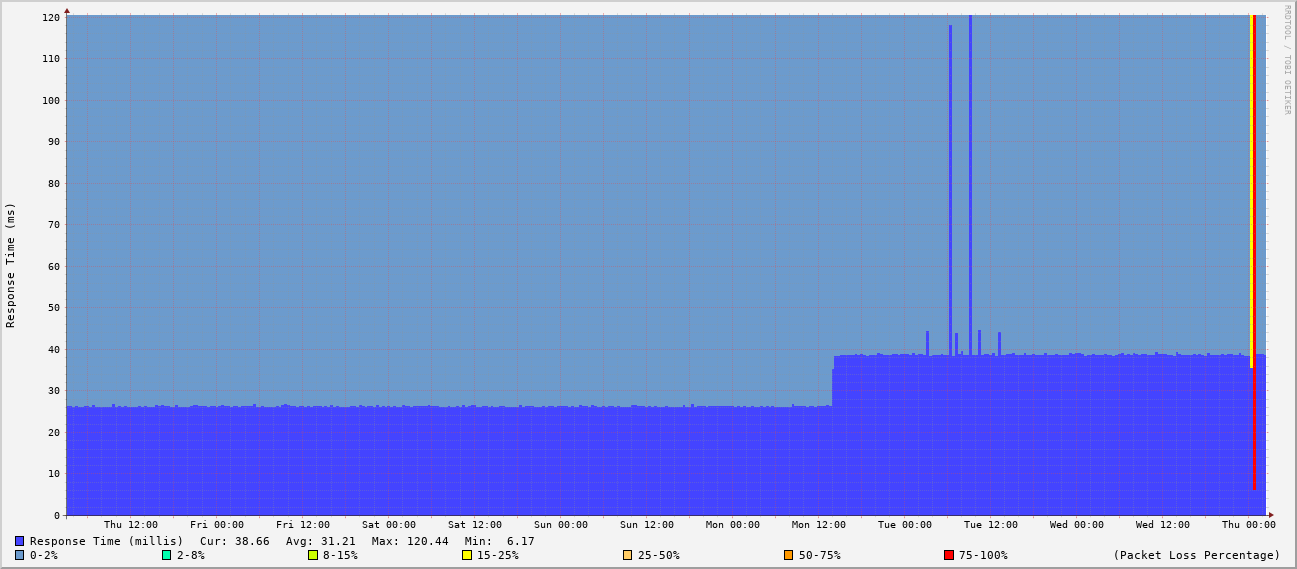 120
110
100
90
80
70
60
50
40
30
20
10
0
Response Time (ms)
RRDTOOL / TOBI OETIKER
Thu 12:00 Fri 00:00 Fri 12:00 Sat 00:00 Sat 12:00 Sun 00:00 Sun 12:00 Mon 00:00 Mon 12:00 Tue 00:00 Tue 12:00 Wed 00:00 Wed 12:00 Thu 00:00
Response Time (millis) Cur: 38.66 Avg: 31.21 Max: 120.44 Min: 6.17
0-2% 2-8% 8-15% 15-25% 25-50% 50-75% 75-100% (Packet Loss Percentage)